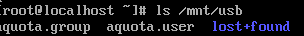 [root@localhost ~]# ls /mnt/usb
aquota.group  aquota.user  lost+found